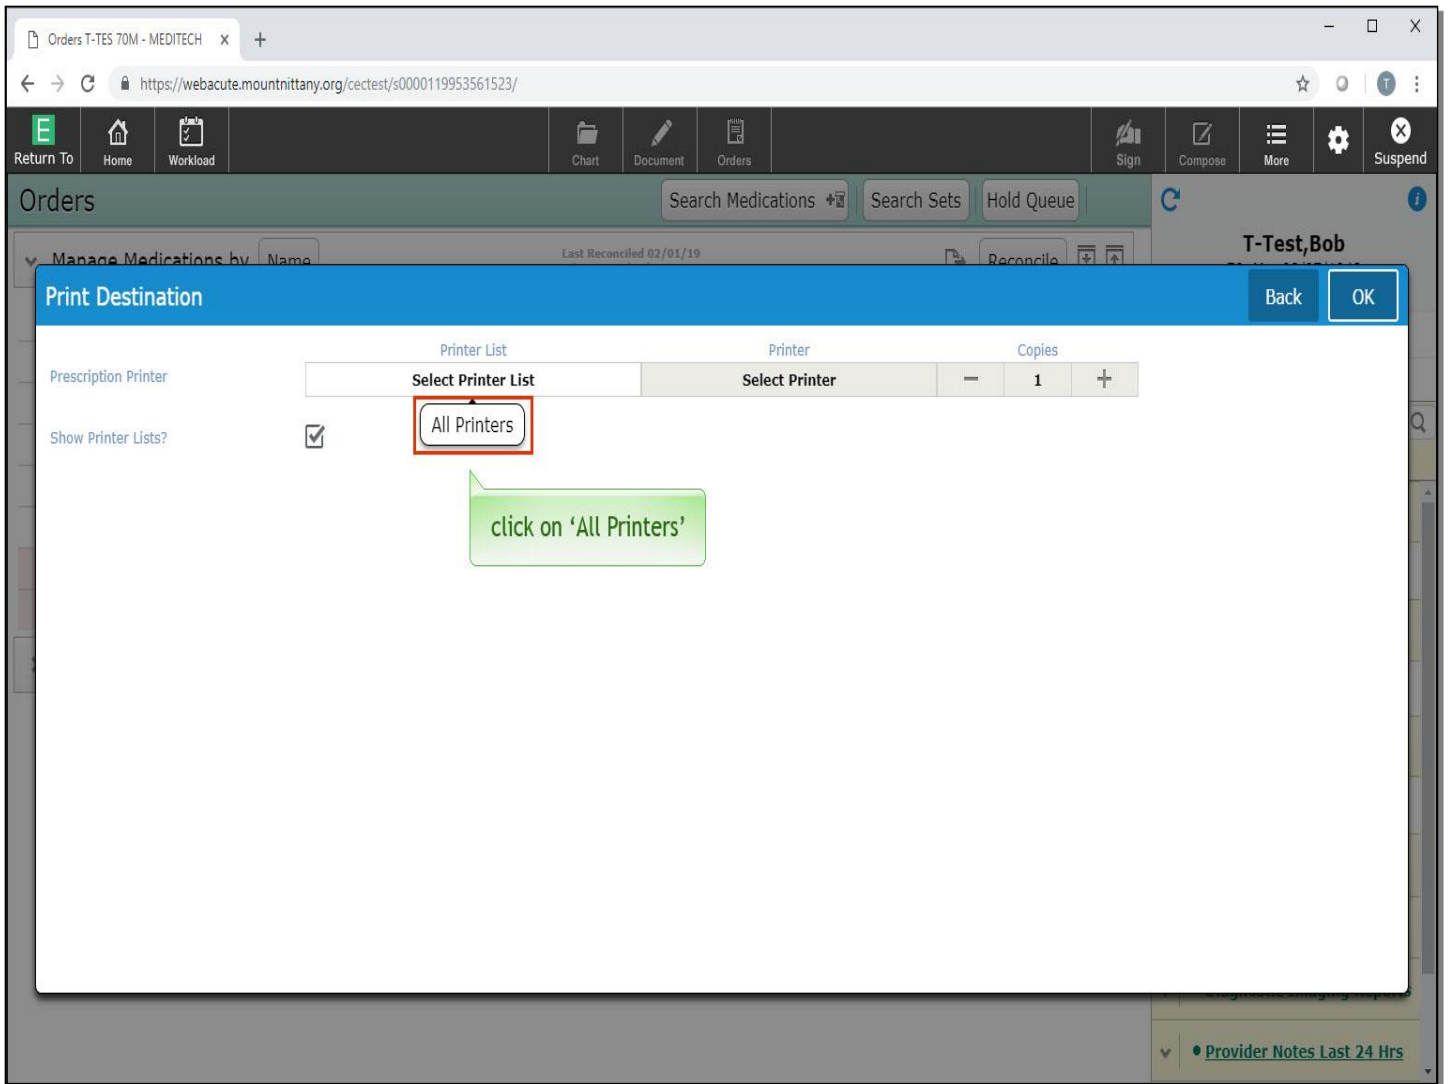 Orders T-TES 70M - MEDITECH
https://webacute.mountnittany.org/cectest/s0000119953561523/
T
E
Return To
Home
Workload
Chart
Document
Orders
Sign
Compose
More
Suspend
Orders
Search Medications
Search Sets
Hold Queue
i
T-Test,Bob
Manage Medications by Name
Last Reconciled 02/01/19
Reconcile
Print Destination
Back
OK
Printer List
Printer
Copies
Prescription Printer
Select Printer List
Select Printer
1
All Printers
Show Printer Lists?
click on ‘All Printers’
Diagnostic Imaging Reports
• Provider Notes Last 24 Hrs